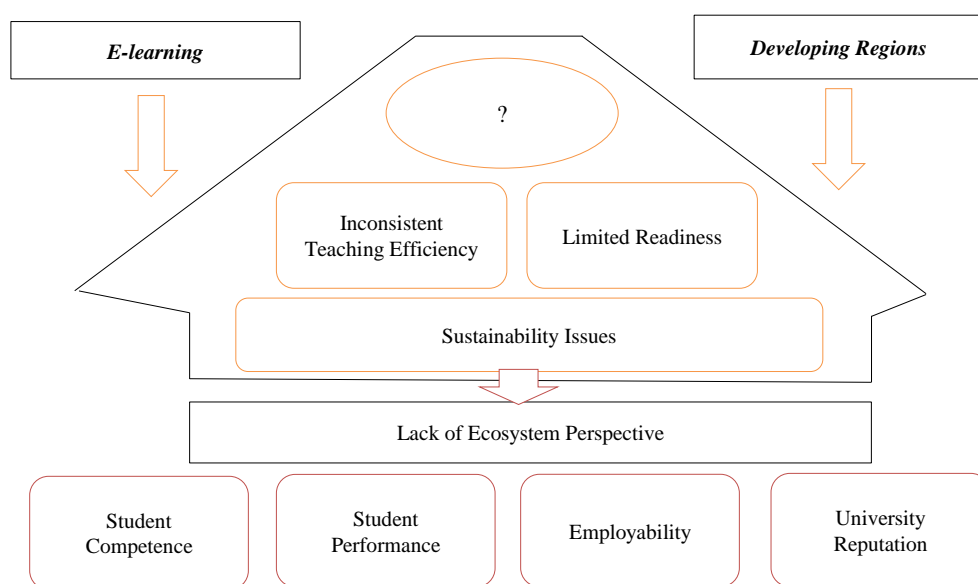 E-learning
Developing Regions
?
Inconsistent
Teaching Efficiency
Limited Readiness
Sustainability Issues
Lack of Ecosystem Perspective
Student
Competence
Student
Performance
Employability
University
Reputation